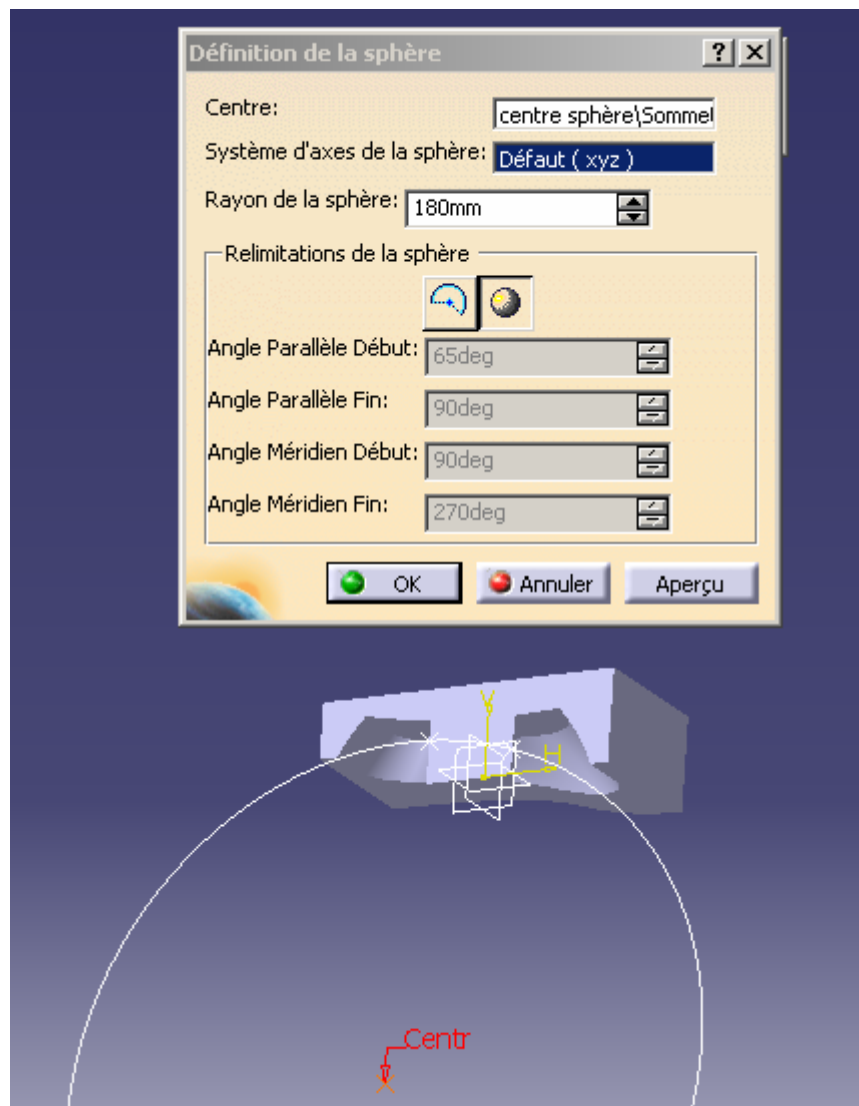 Définition de la sphère
Centre: centre sphère\Sommet
Système d'axes de la sphère: Défaut ( xyz )
Rayon de la sphère: 180mm
Relimitations de la sphère
Angle Parallèle Début: 65deg
Angle Parallèle Fin: 90deg
Angle Méridien Début: 90deg
Angle Méridien Fin: 270deg
OK Annuler Aperçu
V
H
Centr